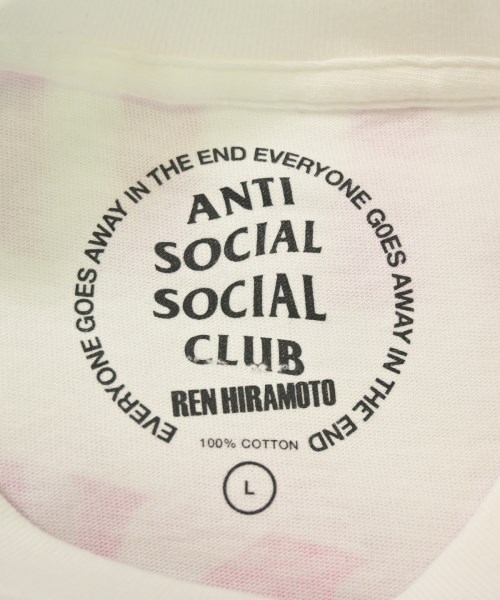 EVERYONE GOES AWAY IN THE END EVERYONE GOES AWAY IN THE END
ANTI
SOCIAL
SOCIAL
CLUB
REN HIRAMOTO
100% COTTON
L